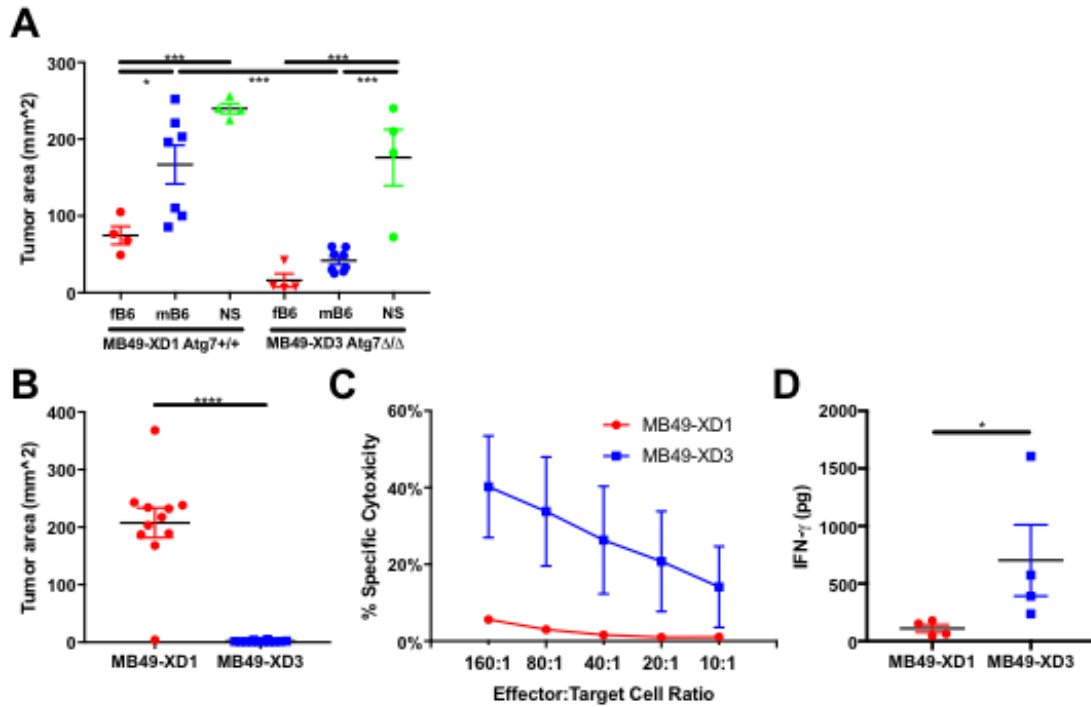 A
***
***
*
***
***
300
200
100
0
Tumor area (mm^2)
fB6
mB6
NS
fB6
mB6
NS
MB49-XD1 Atg7+/+
MB49-XD3 Atg7Δ/Δ
B
****
400
300
200
100
0
Tumor area (mm^2)
MB49-XD1
MB49-XD3
C
60%
40%
20%
0%
% Specific Cytoxicity
MB49-XD1
MB49-XD3
160:1
80:1
40:1
20:1
10:1
Effector:Target Cell Ratio
D
*
2000
1500
1000
500
0
IFN-γ (pg)
MB49-XD1
MB49-XD3